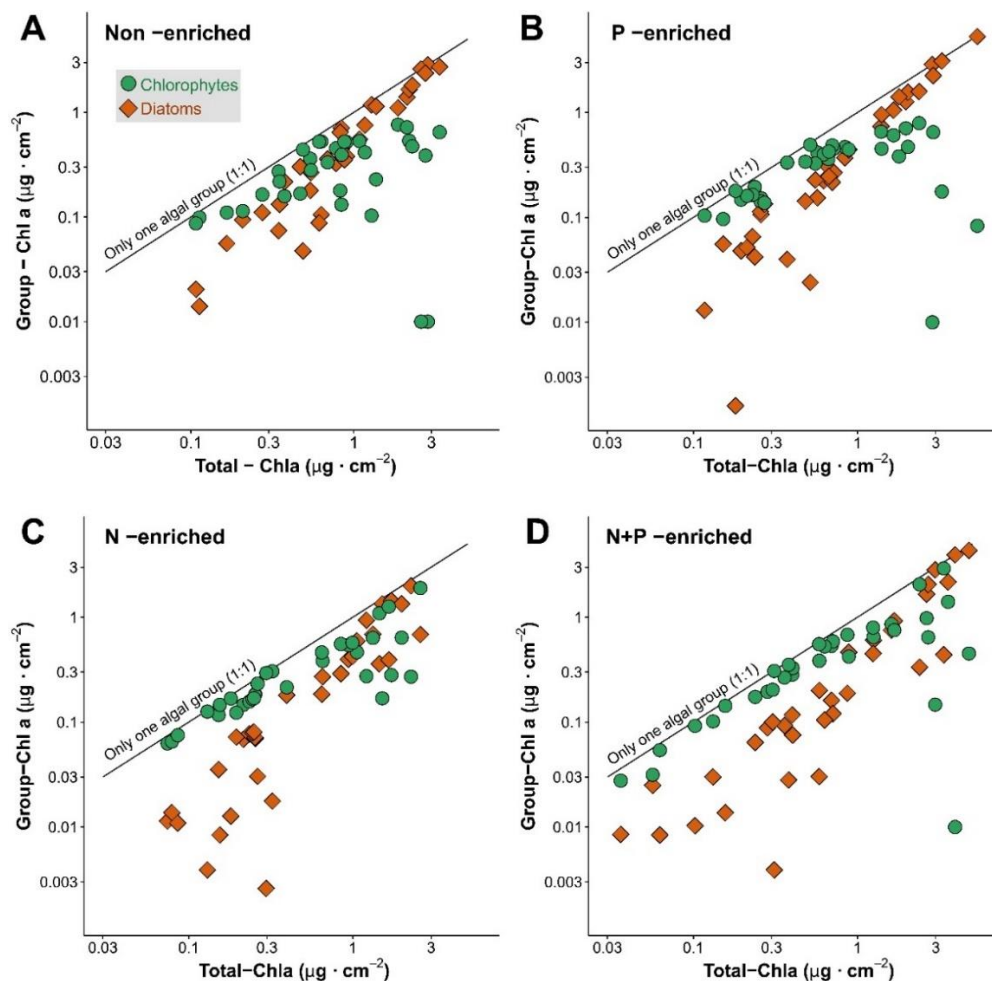 A
Non −enriched
Chlorophytes
Diatoms
Only one algal group (1:1)
Group − Chl a (µg · cm−2)
3
1
0.3
0.1
0.03
0.01
0.003
0.03
0.1
0.3
1
3
Total − Chla (µg · cm−2)
B
P −enriched
Only one algal group (1:1)
Group−Chl a (µg · cm−2)
3
1
0.3
0.1
0.03
0.01
0.003
0.03
0.1
0.3
1
3
Total−Chla (µg · cm−2)
C
N −enriched
Only one algal group (1:1)
Group−Chl a (µg · cm−2)
3
1
0.3
0.1
0.03
0.01
0.003
0.03
0.1
0.3
1
3
Total−Chla (µg · cm−2)
D
N+P −enriched
Only one algal group (1:1)
Group−Chl a (µg · cm−2)
3
1
0.3
0.1
0.03
0.01
0.003
0.03
0.1
0.3
1
3
Total−Chla (µg · cm−2)